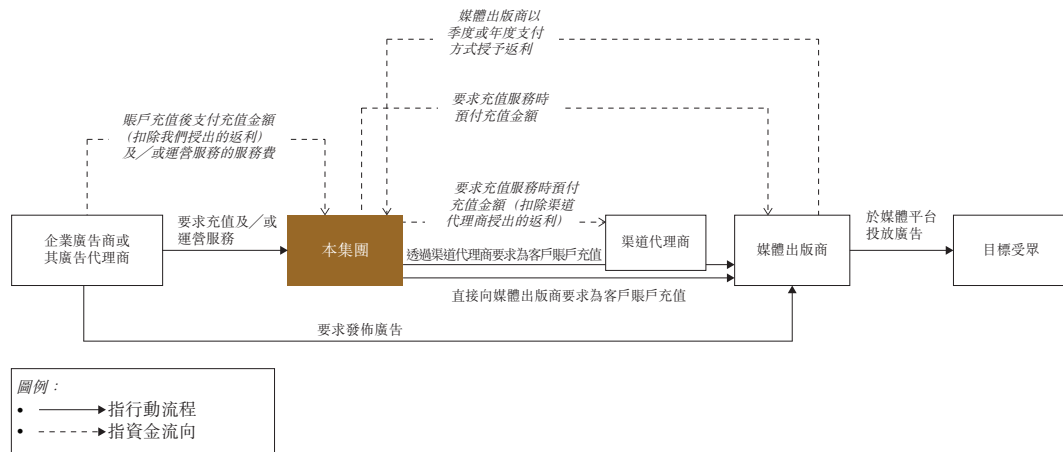 媒體出版商以
季度或年度支付
方式授予返利
要求充值服務時
預付充值金額
賬戶充值後支付充值金額
（扣除我們授出的返利）
及／或運營服務的服務費
要求充值服務時預付
充值金額（扣除渠道
代理商授出的返利）
企業廣告商或
其廣告代理商
要求充值及／或
運營服務
本集團
渠道代理商
媒體出版商
於媒體平台
投放廣告
目標受眾
透過渠道代理商要求為客戶賬戶充值
直接向媒體出版商要求為客戶賬戶充值
要求發佈廣告
圖例：
• 指行動流程
• 指資金流向